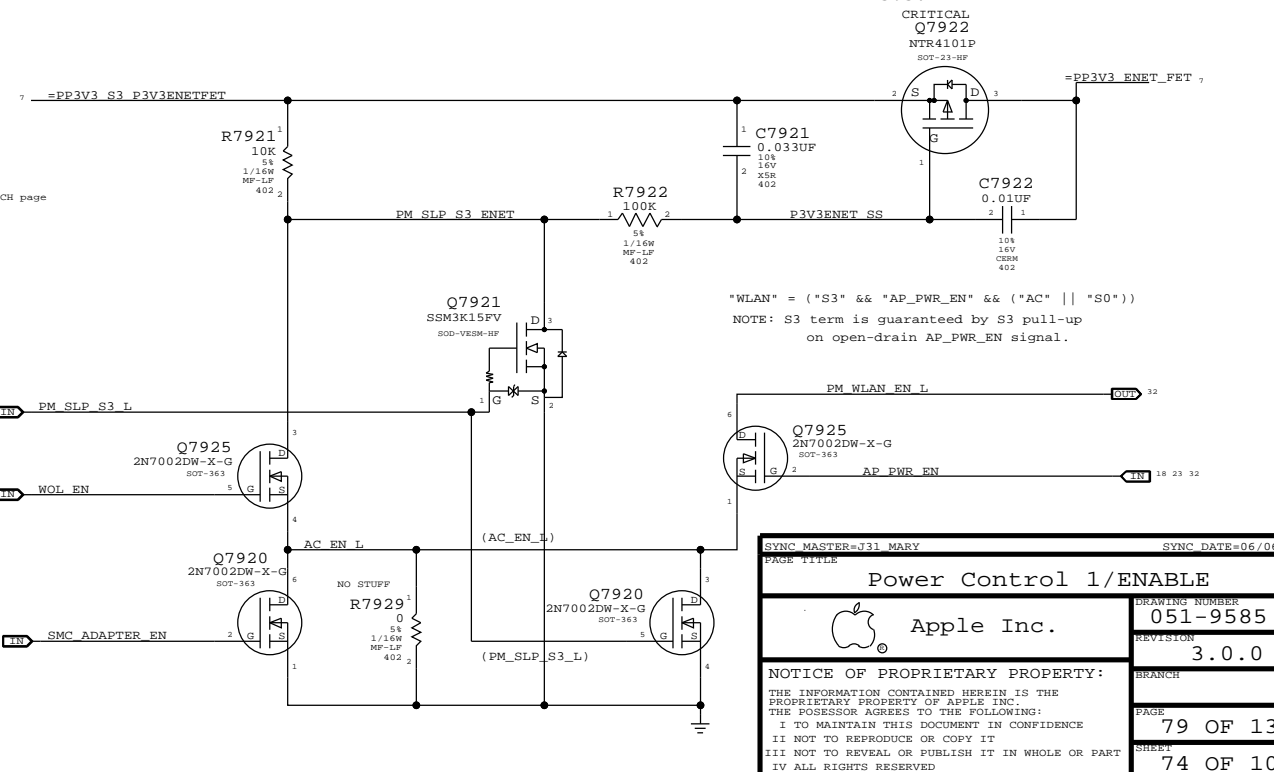 CRITICAL
Q7922
NTR4101P
SOT-23-HF
7 =PP3V3_S3_P3V3ENETFET
2 S D 3
G
1
=PP3V3_ENET_FET 7
R7921 1
10K
5%
1/16W
MF-LF
402 2
1 C7921
0.033UF
10%
16V
2 X5R
402
CH page
R7922
100K
1 2
5%
1/16W
MF-LF
402
PM_SLP_S3_ENET
P3V3ENET_SS
C7922
0.01UF
2 1
10%
16V
CERM
402
"WLAN" = ("S3" && "AP_PWR_EN" && ("AC" || "S0"))
NOTE: S3 term is guaranteed by S3 pull-up
on open-drain AP_PWR_EN signal.
Q7921
SSM3K15FV
SOD-VESM-HF
D 3
1 G S 2
IN PM_SLP_S3_L
PM_WLAN_EN_L OUT 32
Q7925
2N7002DW-X-G
SOT-363
3
D
5 G S
4
IN WOL_EN
6
D
S G 2
1
Q7925
2N7002DW-X-G
SOT-363
AP_PWR_EN IN 18 23 32
AC_EN_L
(AC_EN_L)
Q7920
2N7002DW-X-G
SOT-363
6
D
2 G S
1
IN SMC_ADAPTER_EN
NO STUFF
R7929 1
0
5%
1/16W
MF-LF
402 2
Q7920
2N7002DW-X-G
SOT-363
3
D
5 G S
4
(PM_SLP_S3_L)
SYNC_MASTER=J31_MARY SYNC_DATE=06/06
PAGE TITLE
Power Control 1/ENABLE
Apple Inc.
R
DRAWING NUMBER
051-9585
REVISION
3.0.0
BRANCH
PAGE
79 OF 13
SHEET
74 OF 10
NOTICE OF PROPRIETARY PROPERTY:
THE INFORMATION CONTAINED HEREIN IS THE
PROPRIETARY PROPERTY OF APPLE INC.
THE POSESSOR AGREES TO THE FOLLOWING:
I TO MAINTAIN THIS DOCUMENT IN CONFIDENCE
II NOT TO REPRODUCE OR COPY IT
III NOT TO REVEAL OR PUBLISH IT IN WHOLE OR PART
IV ALL RIGHTS RESERVED